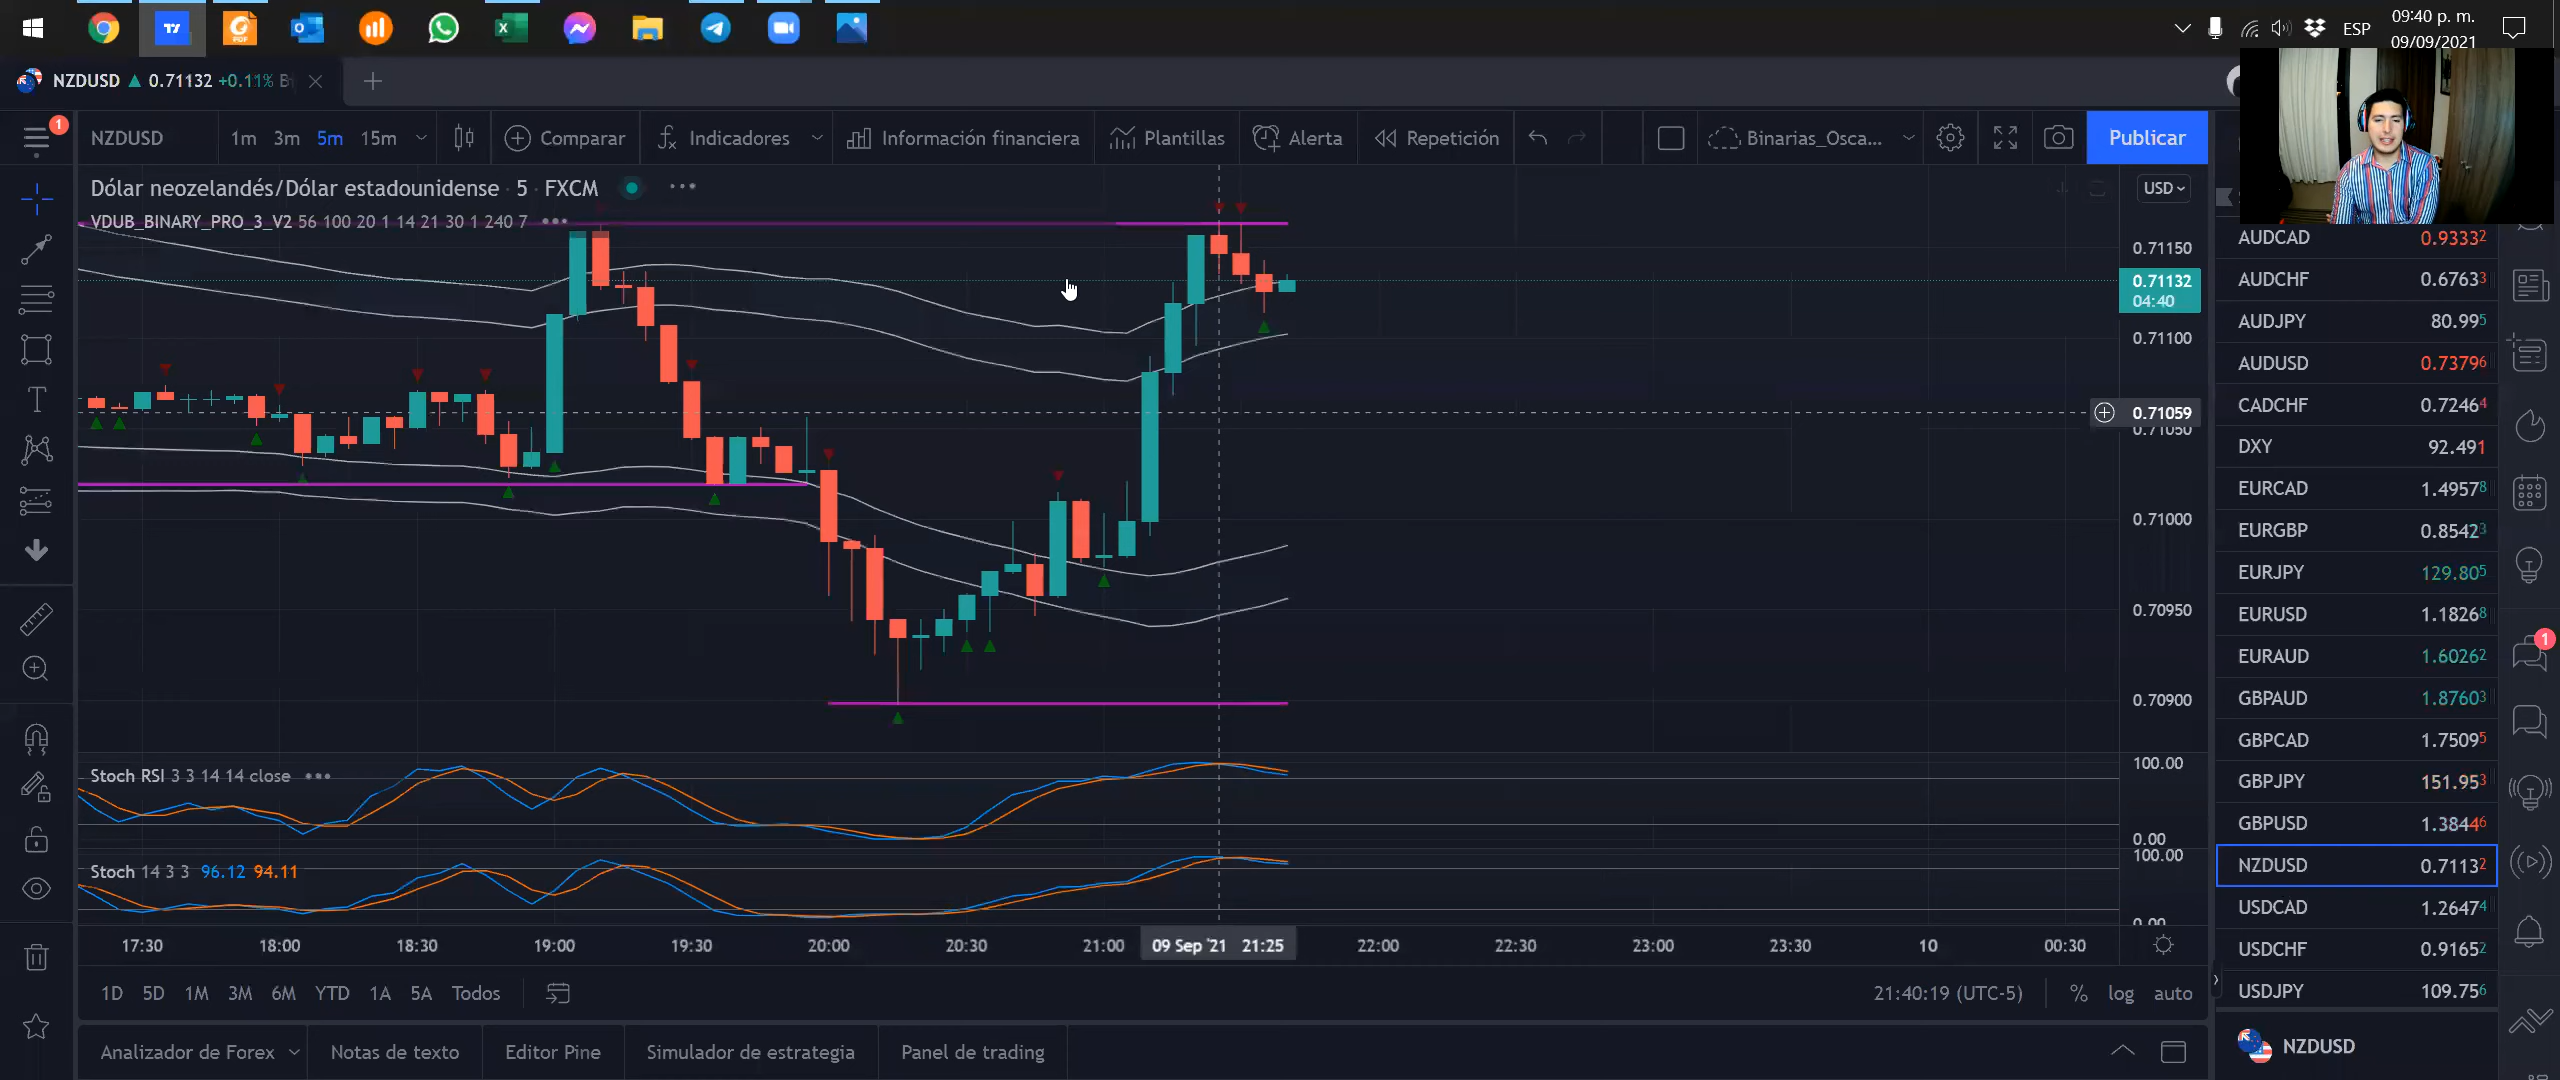 09:40 p. m.
ESP
09/09/2021
NZDUSD ▲ 0.71132 +0.11%
NZDUSD
1m 3m 5m 15m
Comparar
Indicadores
Información financiera
Plantillas
Alerta
Repetición
Binarias_Osca...
Publicar
1
Dólar neozelandés/Dólar estadounidense · 5 · FXCM
USD
VDUB_BINARY_PRO_3_V2 56 100 20 1 14 21 30 1 240 7
0.71150
0.71132
04:40
0.71100
0.71059
0.71050
0.71000
0.70950
0.70900
Stoch RSI 3 3 14 14 close
100.00
0.00
Stoch 14 3 3 96.12 94.11
100.00
0.00
17:30 18:00 18:30 19:00 19:30 20:00 20:30 21:00 09 Sep '21 21:25 22:00 22:30 23:00 23:30 10 00:30
1D 5D 1M 3M 6M YTD 1A 5A Todos
21:40:19 (UTC-5) % log auto
Analizador de Forex
Notas de texto
Editor Pine
Simulador de estrategia
Panel de trading
AUDCAD 0.93332
AUDCHF 0.67633
AUDJPY 80.995
AUDUSD 0.73796
CADCHF 0.72464
DXY 92.491
EURCAD 1.49578
EURGBP 0.85423
EURJPY 129.805
EURUSD 1.18268
EURAUD 1.60262
GBPAUD 1.87603
GBPCAD 1.75095
GBPJPY 151.953
GBPUSD 1.38446
NZDUSD 0.71132
USDCAD 1.26474
USDCHF 0.91652
USDJPY 109.756
NZDUSD
1